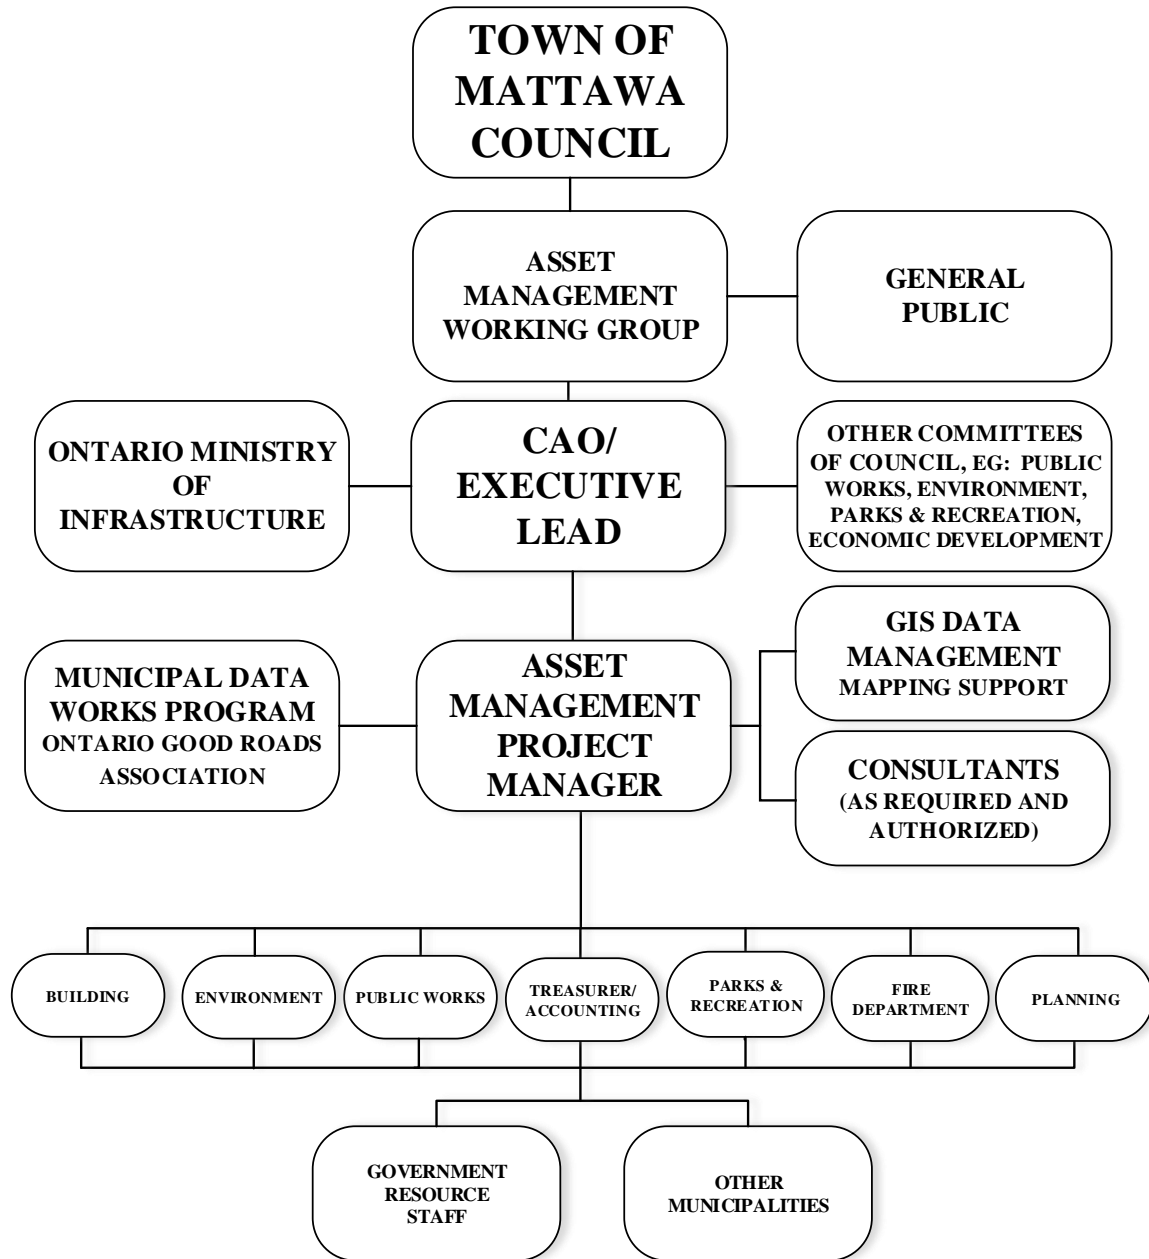 TOWN OF
MATTAWA
COUNCIL
ASSET
MANAGEMENT
WORKING GROUP
GENERAL
PUBLIC
ONTARIO MINISTRY
OF
INFRASTRUCTURE
CAO/
EXECUTIVE
LEAD
OTHER COMMITTEES
OF COUNCIL, EG: PUBLIC
WORKS, ENVIRONMENT,
PARKS & RECREATION,
ECONOMIC DEVELOPMENT
MUNICIPAL DATA
WORKS PROGRAM
ONTARIO GOOD ROADS
ASSOCIATION
ASSET
MANAGEMENT
PROJECT
MANAGER
GIS DATA
MANAGEMENT
MAPPING SUPPORT
CONSULTANTS
(AS REQUIRED AND
AUTHORIZED)
BUILDING
ENVIRONMENT
PUBLIC WORKS
TREASURER/
ACCOUNTING
PARKS &
RECREATION
FIRE
DEPARTMENT
PLANNING
GOVERNMENT
RESOURCE
STAFF
OTHER
MUNICIPALITIES